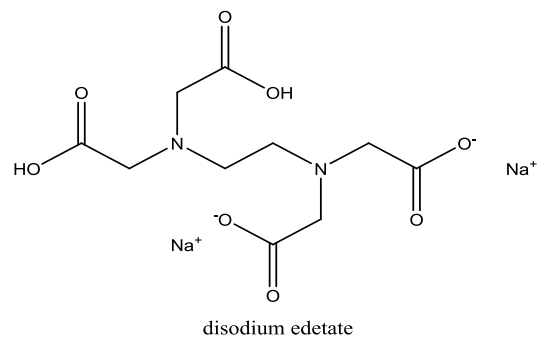 O
O
OH
N
HO
N
O-
Na+
-O
O
Na+
O
disodium edetate